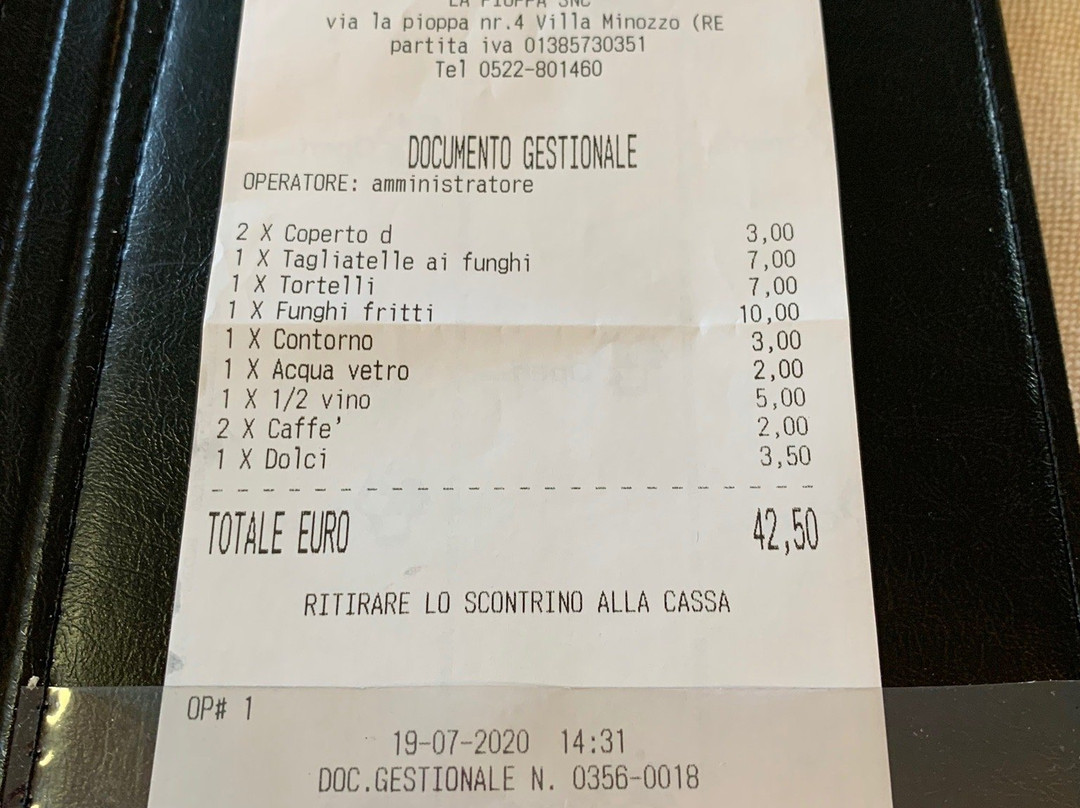 LA PIOPPA SNC
via la pioppa nr.4 Villa Minozzo (RE
partita iva 01385730351
Tel 0522-801460
DOCUMENTO GESTIONALE
OPERATORE: amministratore
2 X Coperto d 3,00
1 X Tagliatelle ai funghi 7,00
1 X Tortelli 7,00
1 X Funghi fritti 10,00
1 X Contorno 3,00
1 X Acqua vetro 2,00
1 X 1/2 vino 5,00
2 X Caffe' 2,00
1 X Dolci 3,50
TOTALE EURO 42,50
RITIRARE LO SCONTRINO ALLA CASSA
OP# 1
19-07-2020 14:31
DOC.GESTIONALE N. 0356-0018